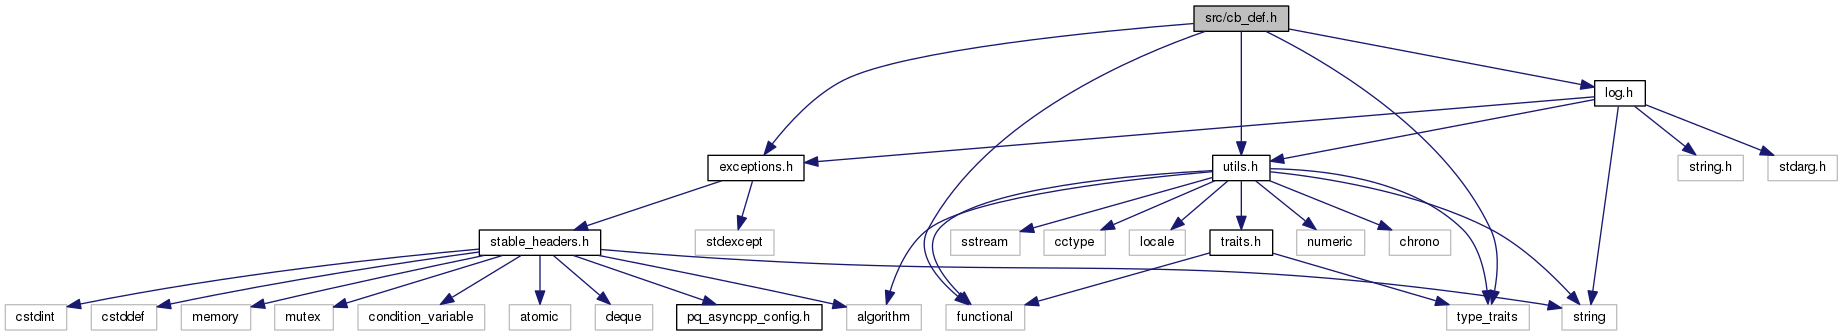 src/cb_def.h
log.h
exceptions.h
utils.h
string.h
stdarg.h
stable_headers.h
stdexcept
sstream
cctype
locale
traits.h
numeric
chrono
cstdint
cstddef
memory
mutex
condition_variable
atomic
deque
pq_asyncpp_config.h
algorithm
functional
type_traits
string